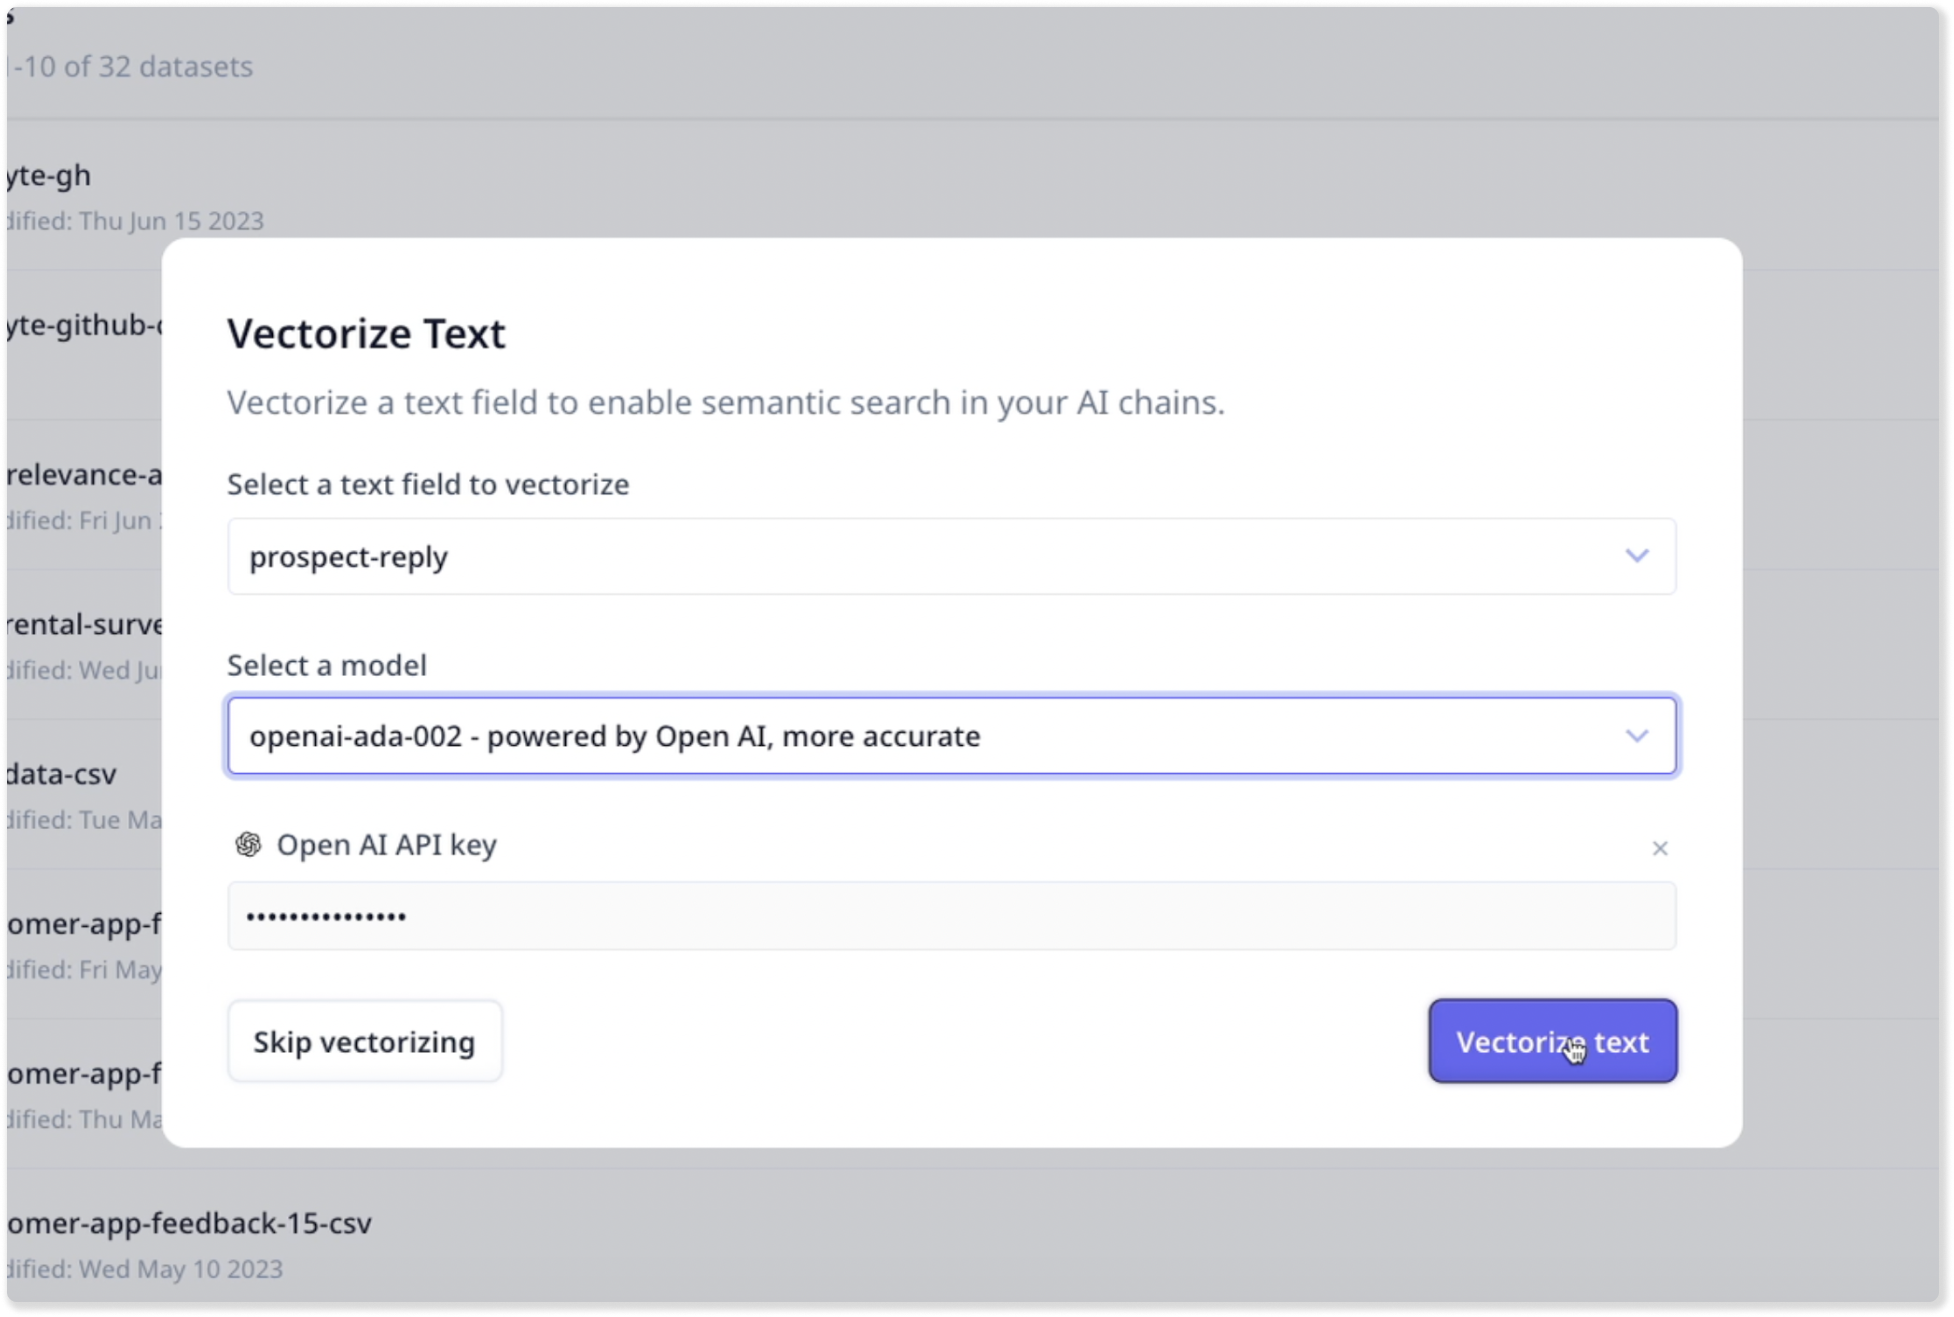 -10 of 32 datasets
yte-gh
dified: Thu Jun 15 2023
yte-github-
relevance-a
dified: Fri Jun
rental-surve
dified: Wed Ju
data-csv
dified: Tue Ma
omer-app-f
dified: Fri May
omer-app-f
dified: Thu Ma
omer-app-feedback-15-csv
dified: Wed May 10 2023
Vectorize Text
Vectorize a text field to enable semantic search in your AI chains.
Select a text field to vectorize
prospect-reply
Select a model
openai-ada-002 - powered by Open AI, more accurate
Open AI API key
×
•••••••••••••••
Skip vectorizing
Vectorize text